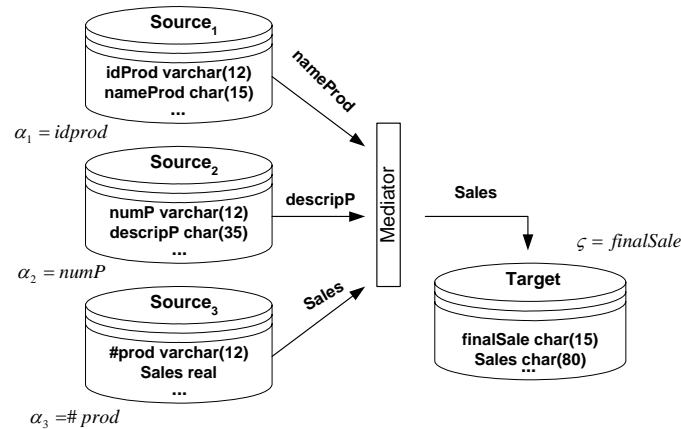 Source₁
idProd varchar(12)
nameProd char(15)
...
α₁ = idprod
nameProd
Source₂
numP varchar(12)
descripP char(35)
...
α₂ = numP
descripP
Source₃
#prod varchar(12)
Sales real
...
α₃ =# prod
Sales
Mediator
Sales
ς = finalSale
Target
finalSale char(15)
Sales char(80)
...